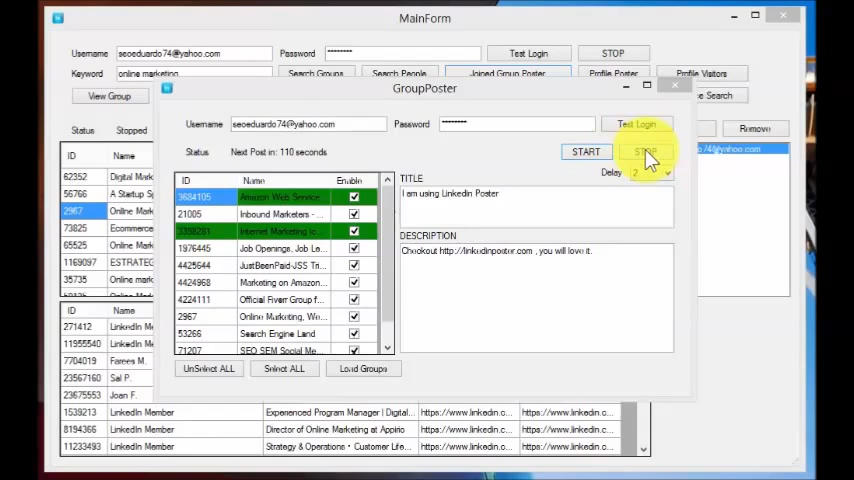 MainForm
Username seoeduardo74@yahoo.com Password ******** Test Login STOP
Keyword online marketing Search Groups Search People Joined Group Poster Profile Poster Profile Visitors
View Group Search
Status Stopped Remove
GroupPoster
Username seoeduardo74@yahoo.com Password ******** Test Login
Status Next Post in: 110 seconds START STOP
Delay 2
ID Name Enable
3684105 Amazon Web Service...
21005 Inbound Marketers - ...
3398281
1976445 Job Openings, Job Le...
4425644 JustBeenPaid-JSS Tri...
4424968 Marketing on Amazon...
4224111 Official Fiverr Group f...
2967 Online Marketing, We...
53266 Search Engine Land
71207 SEO SEM Social Me...
UnSelect ALL Select ALL Load Groups
TITLE
I am using Linkedin Poster
DESCRIPTION
Checkout http://linkedinposter.com , you will love it.
ID Name
62352 Digital Mark
56766 A Startup S
2967 Online Mark
73825 Ecommerce
65525 Online Mark
1169097 ESTRATEG
35735 Online mark
74@yahoo.com
ID Name
271412 LinkedIn Me
11955540 LinkedIn Me
7704019 Farees M.
23567160 Sal P.
23675553 Joan F.
1539213 LinkedIn Member Experienced Program Manager | Digital... https://www.linkedin.c... https://www.linkedin.c...
8194366 LinkedIn Member Director of Online Marketing at Appirio https://www.linkedin.c... https://www.linkedin.c...
11233493 LinkedIn Member Strategy & Operations • Customer Life... https://www.linkedin.c... https://www.linkedin.c...